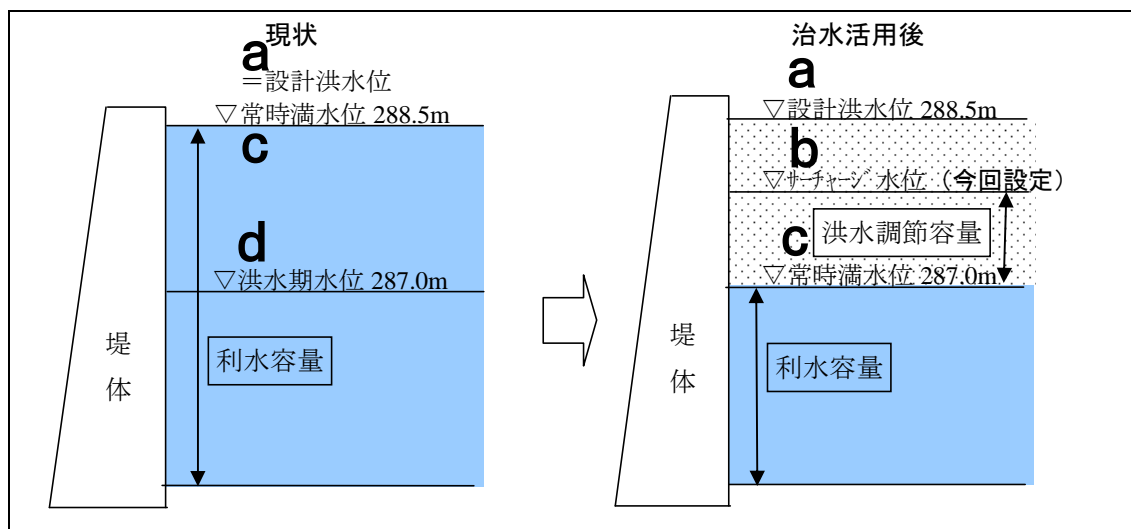 現状
a
=設計洪水位
▽常時満水位 288.5m
c
d
▽洪水期水位 287.0m
利水容量
堤
体
治水活用後
a
▽設計洪水位 288.5m
b
▽サーチャージ水位(今回設定)
洪水調節容量
c
▽常時満水位 287.0m
利水容量
堤
体